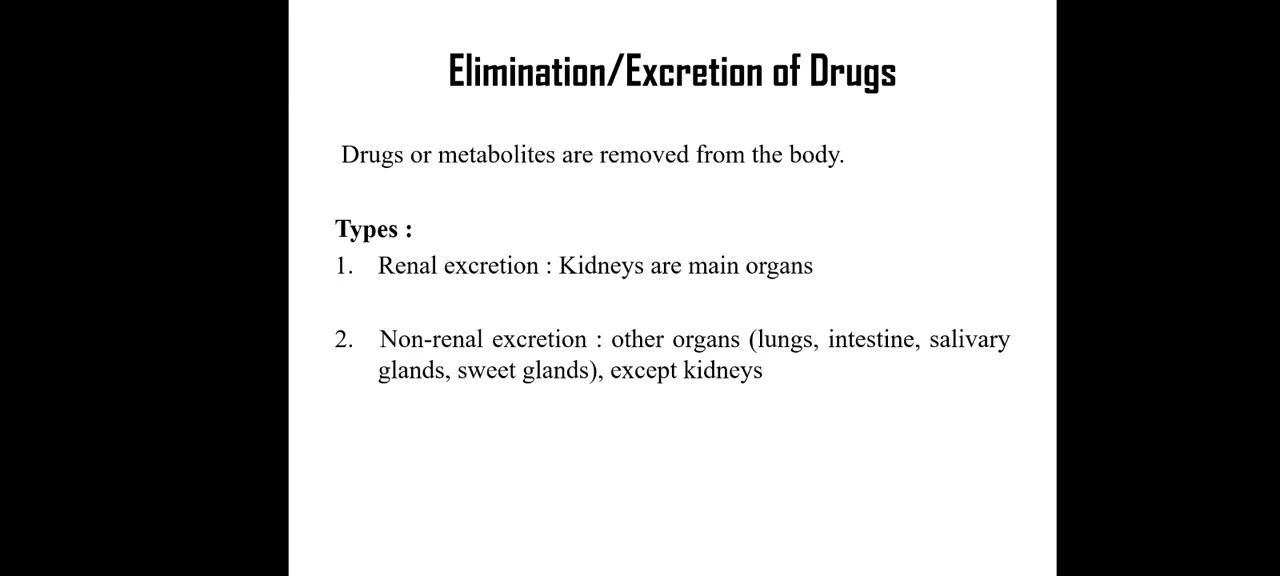 Elimination/Excretion of Drugs
Drugs or metabolites are removed from the body.
Types :
1. Renal excretion : Kidneys are main organs
2. Non-renal excretion : other organs (lungs, intestine, salivary
glands, sweet glands), except kidneys